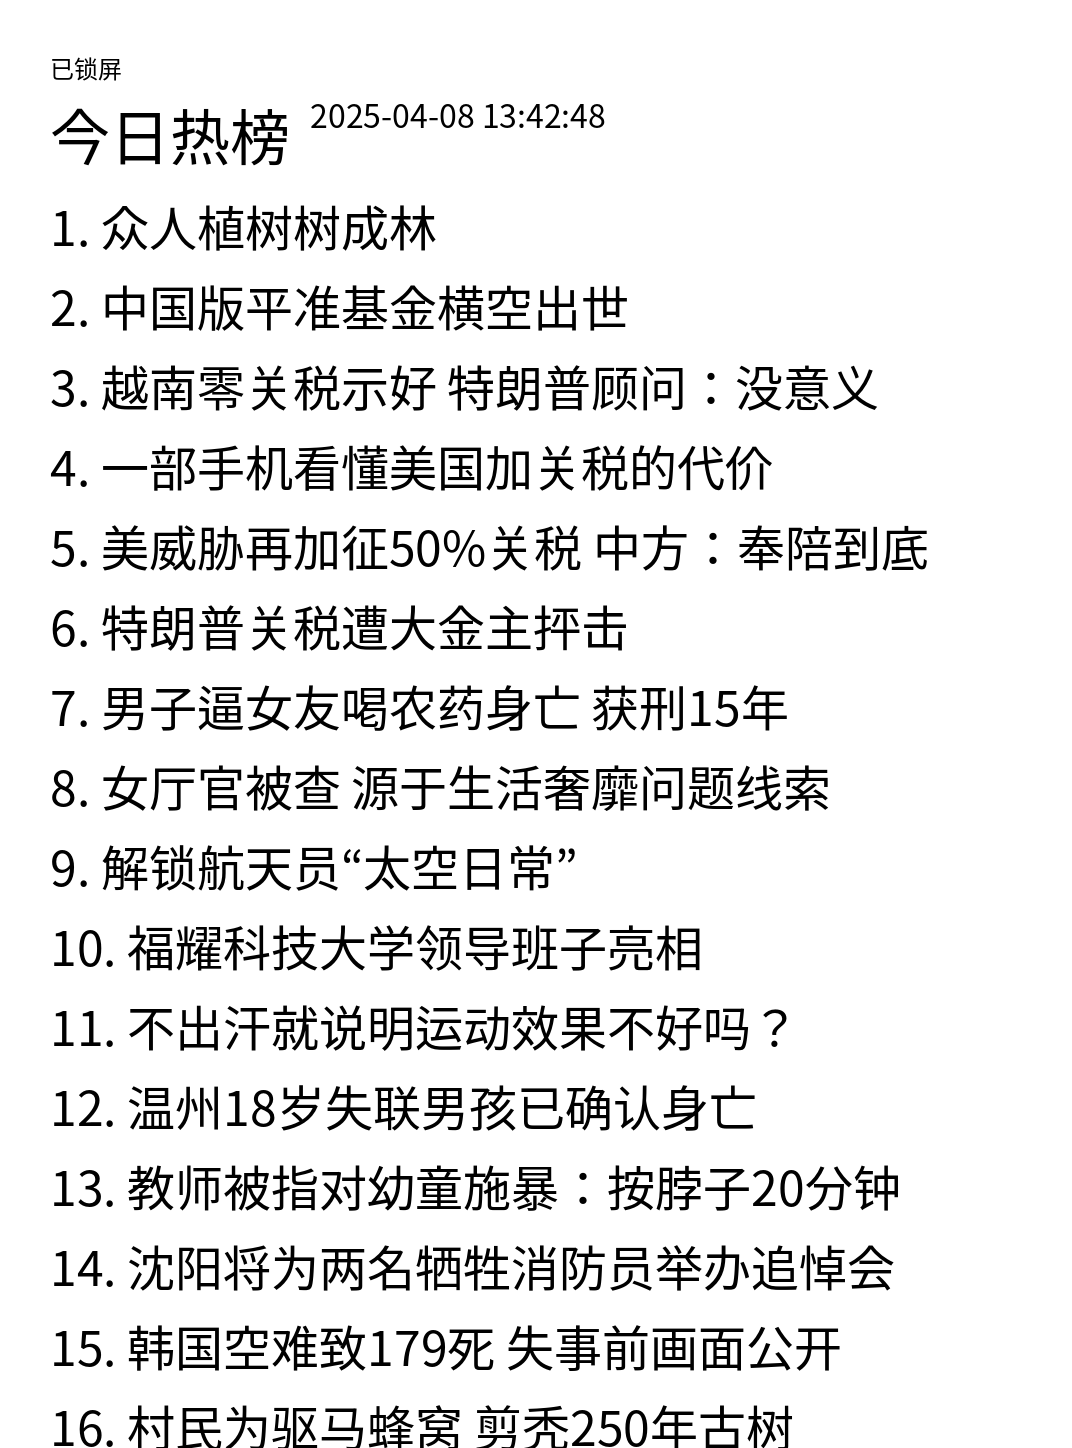 已锁屏
今日热榜 2025-04-08 13:42:48
1. 众人植树树成林
2. 中国版平准基金横空出世
3. 越南零关税示好 特朗普顾问：没意义
4. 一部手机看懂美国加关税的代价
5. 美威胁再加征50%关税 中方：奉陪到底
6. 特朗普关税遭大金主抨击
7. 男子逼女友喝农药身亡 获刑15年
8. 女厅官被查 源于生活奢靡问题线索
9. 解锁航天员“太空日常”
10. 福耀科技大学领导班子亮相
11. 不出汗就说明运动效果不好吗？
12. 温州18岁失联男孩已确认身亡
13. 教师被指对幼童施暴：按脖子20分钟
14. 沈阳将为两名牺牲消防员举办追悼会
15. 韩国空难致179死 失事前画面公开
16. 村民为驱马蜂窝 剪秃250年古树